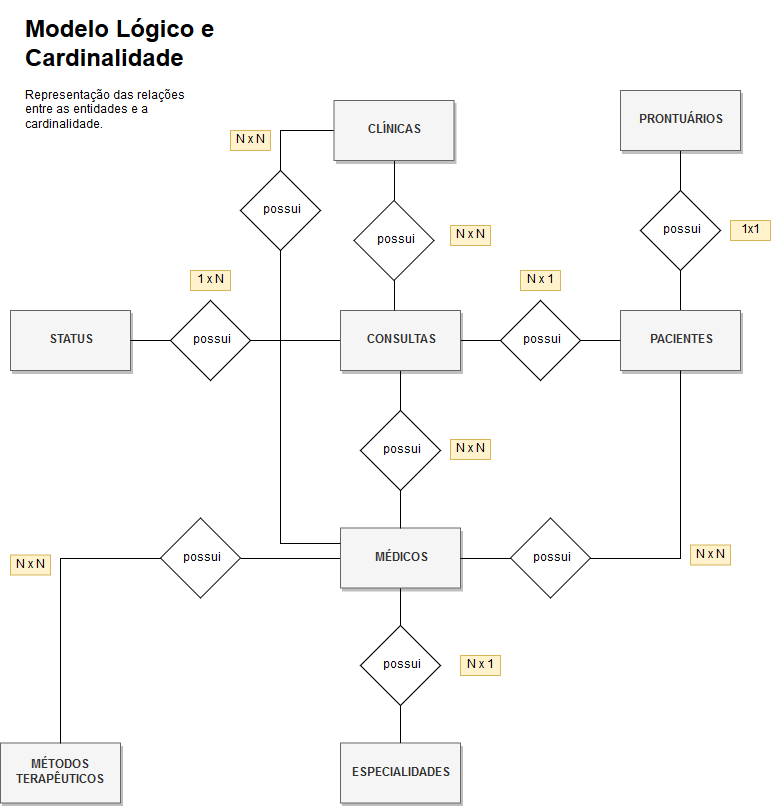 Modelo Lógico e
Cardinalidade
Representação das relações
entre as entidades e a
cardinalidade.
CLÍNICAS
PRONTUÁRIOS
N x N
possui
possui
N x N
possui
1x1
1 x N
N x 1
STATUS
possui
CONSULTAS
possui
PACIENTES
possui
N x N
N x N
possui
MÉDICOS
possui
N x N
possui
N x 1
MÉTODOS
TERAPÊUTICOS
ESPECIALIDADES